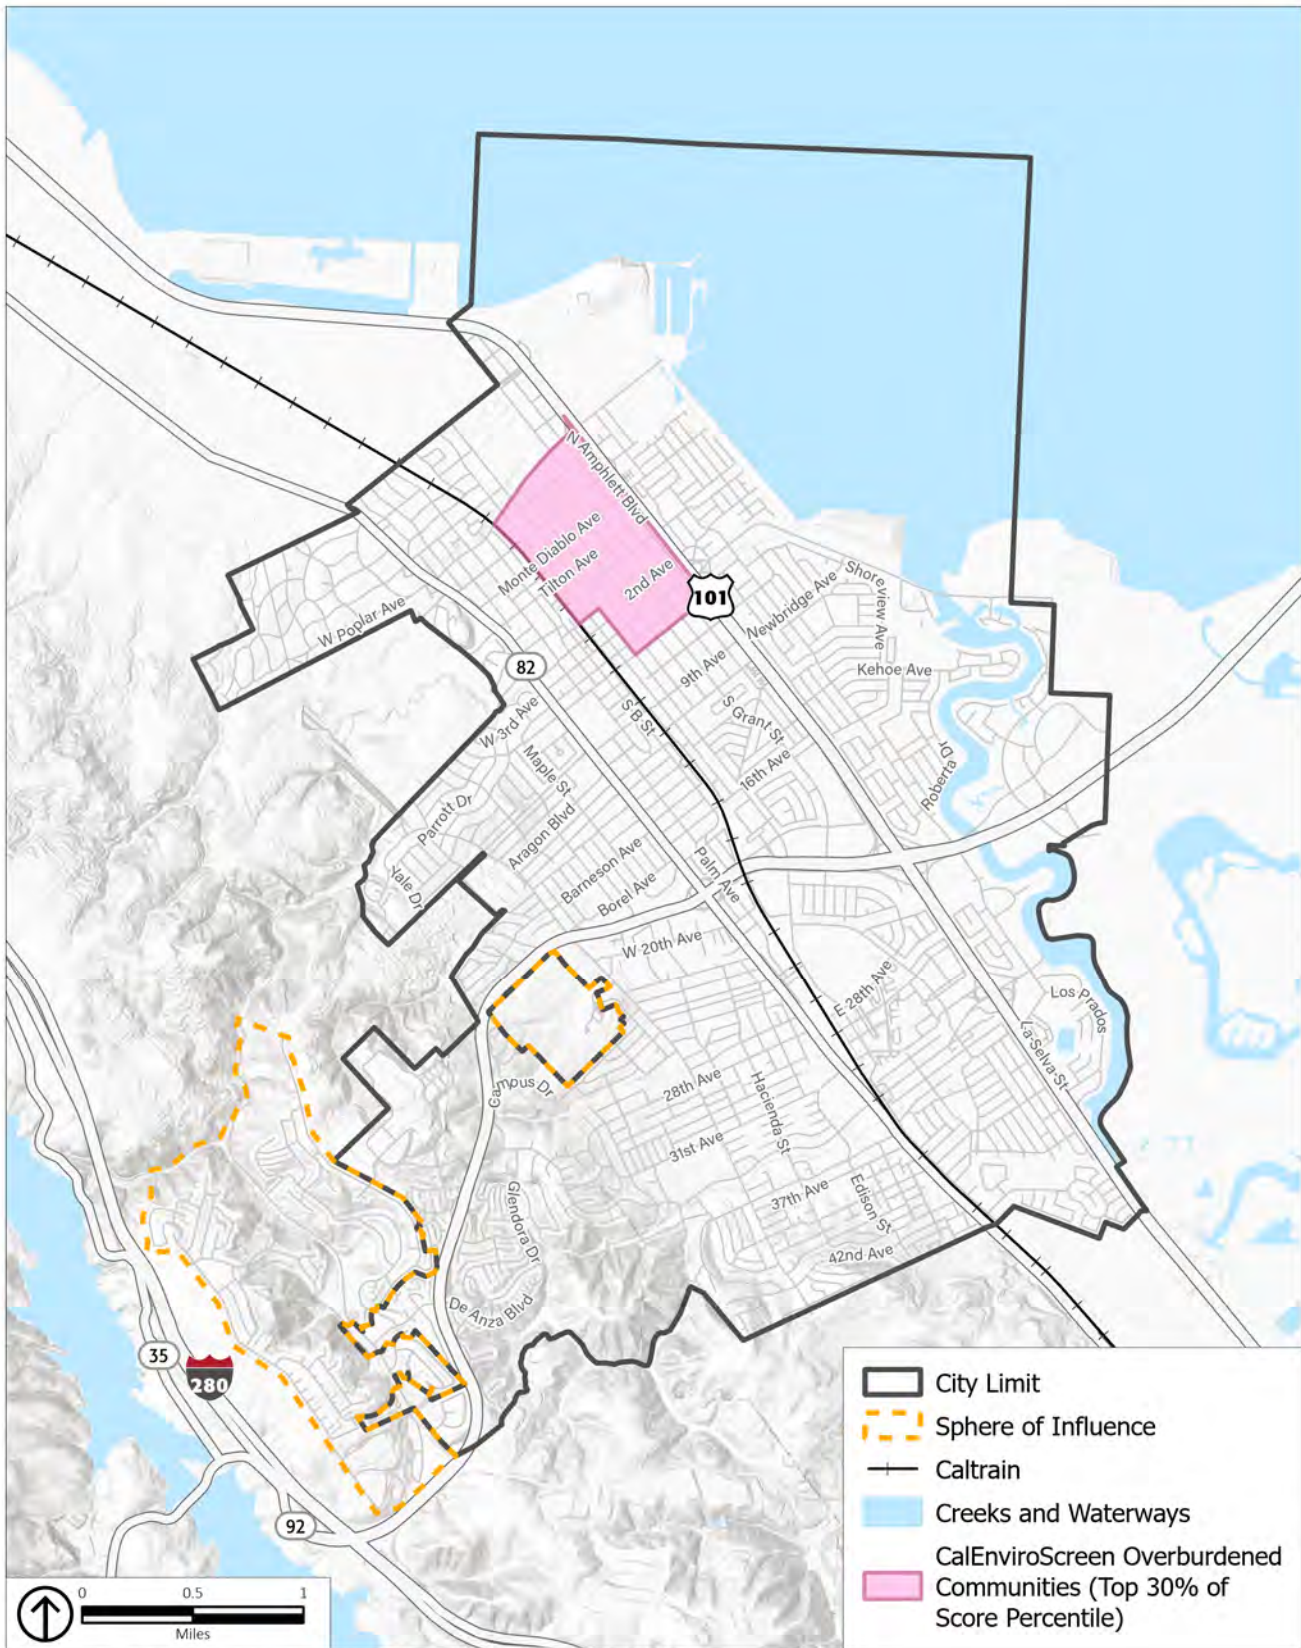 N Amphlett Blvd
Monte Diablo Ave
Tilton Ave
2nd Ave
101
Shoreview Ave
Newbridge Ave
W Poplar Ave
Kehoe Ave
82
9th Ave
S B St
S Grant St
W 3rd Ave
Maple St
16th Ave
Roberta Dr
Parrott Dr
Aragon Blvd
Yale Dr
Barneson Ave
Palm Ave
Borel Ave
W 20th Ave
E 28th Ave
Los Prados
La Selva St
Campus Dr
28th Ave
Hacienda St
31st Ave
Glendora Dr
37th Ave
Edison St
42nd Ave
De Anza Blvd
35
280
92
City Limit
Sphere of Influence
Caltrain
Creeks and Waterways
CalEnviroScreen Overburdened
Communities (Top 30% of
Score Percentile)
0 0.5 1
Miles